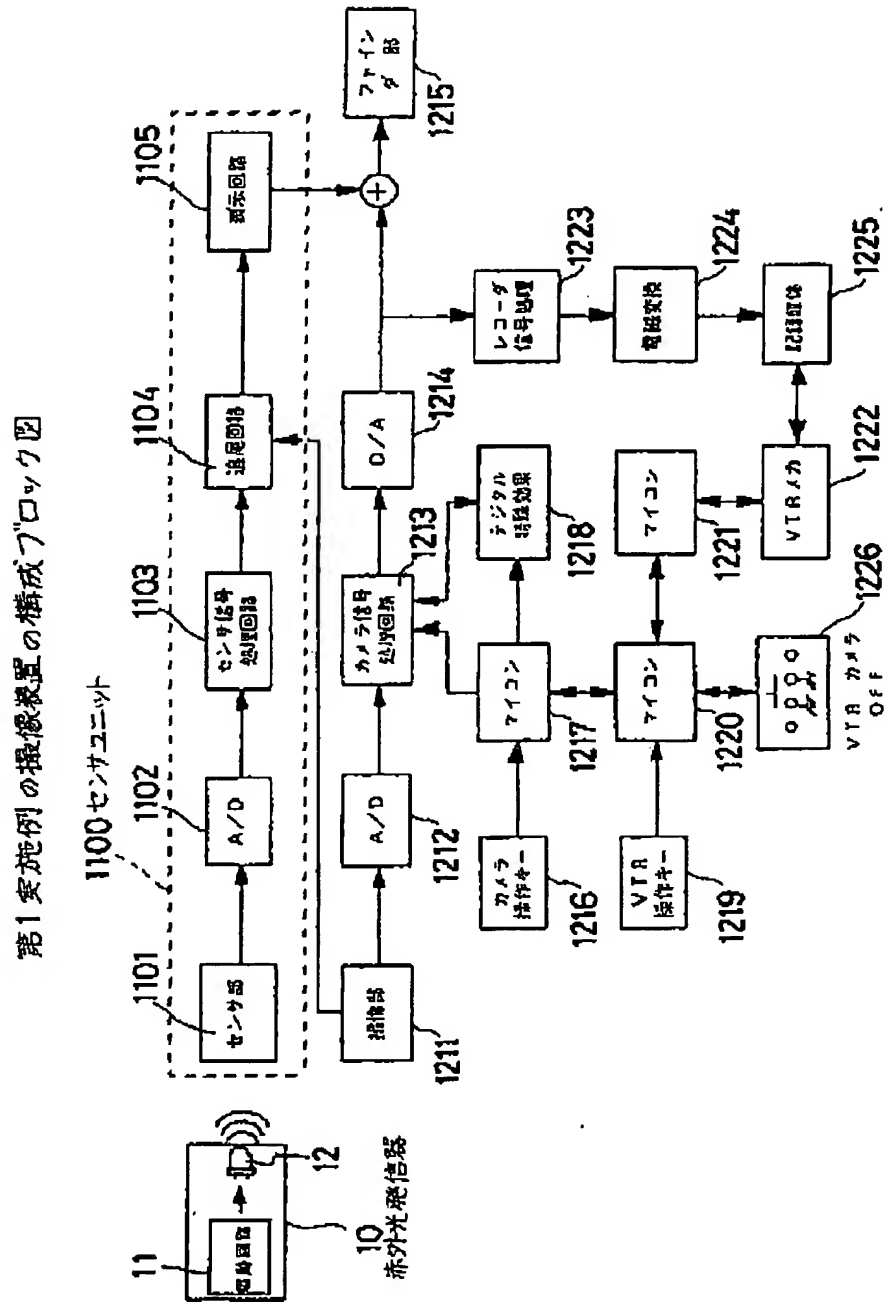 第1実施例の撮像装置の構成ブロック図
1100 センサユニット
1101
センサ部
1102
A/D
1103
センサ信号
処理回路
1104
追尾回路
1105
表示回路
11
駆動回路
12
10
赤外光発信器
1211
撮像部
1212
A/D
1213
カメラ信号
処理回路
1214
D/A
1215
ファイン
ダ部
1216
カメラ
操作キー
1217
マイコン
1218
デジタル
特殊効果
1219
VTR
操作キー
1220
マイコン
1221
マイコン
1222
VTRメカ
1223
レコーダ
信号処理
1224
電磁変換
1225
記録媒体
1226
VTR カメラ
OFF